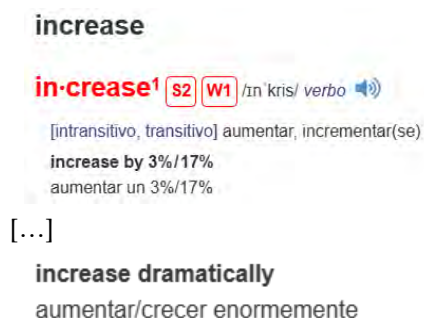 increase
in·crease¹ S2 W1 /ɪnˈkris/ verbo
[intransitivo, transitivo] aumentar, incrementar(se)
increase by 3%/17%
aumentar un 3%/17%
[…]
increase dramatically
aumentar/crecer enormemente